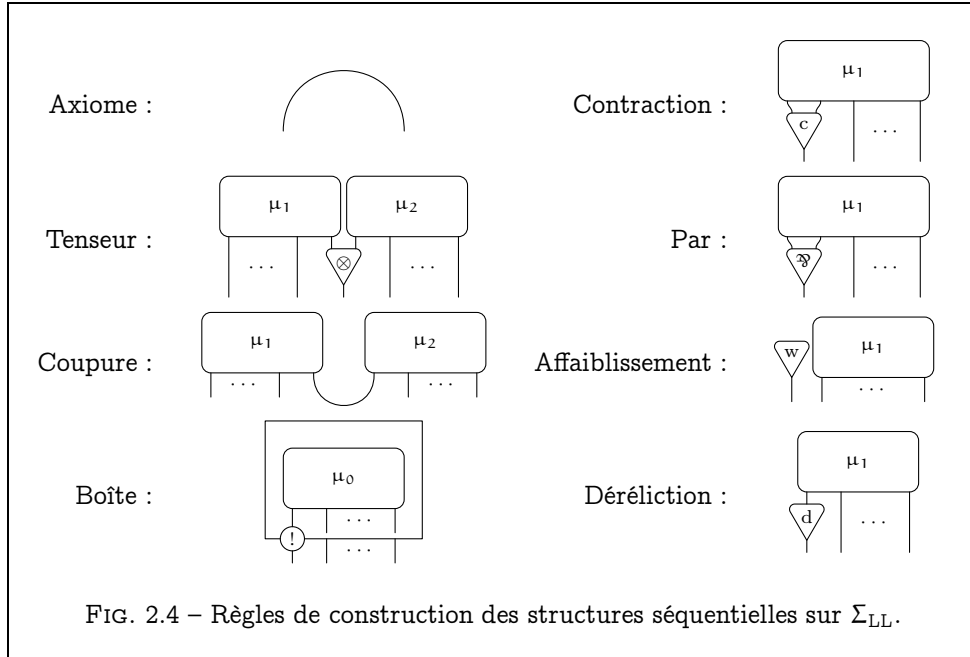 Axiome :
Contraction :
μ₁
c
...
Tenseur :
μ₁
μ₂
...
⊗
...
Par :
μ₁
⅋
...
Coupure :
μ₁
μ₂
...
...
Affaiblissement :
w
μ₁
...
Boîte :
μ₀
...
!
...
Déréliction :
μ₁
d
...
FIG. 2.4 – Règles de construction des structures séquentielles sur Σ_LL.